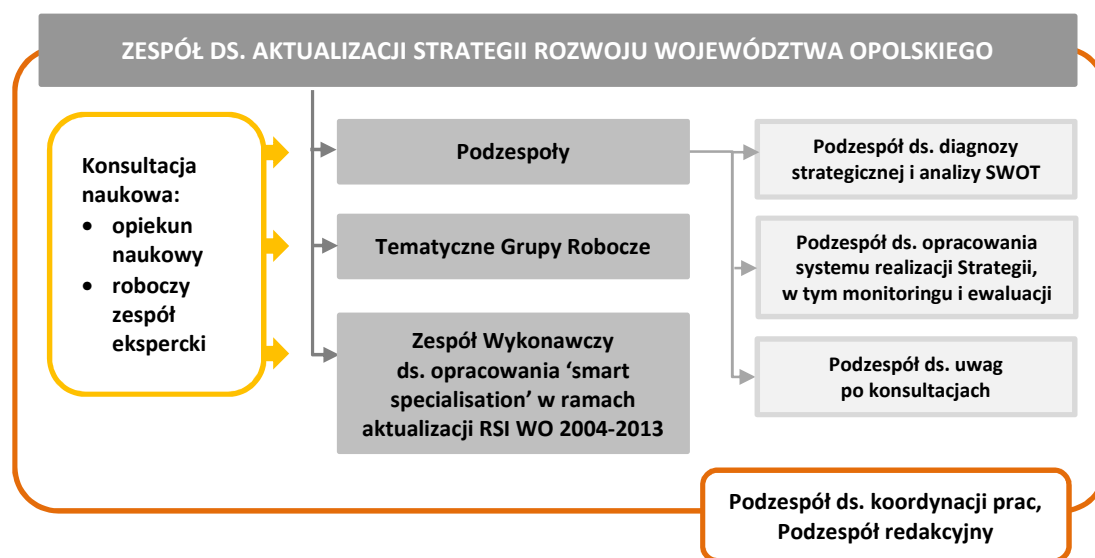 ZESPÓŁ DS. AKTUALIZACJI STRATEGII ROZWOJU WOJEWÓDZTWA OPOLSKIEGO
Konsultacja
naukowa:
• opiekun
naukowy
• roboczy
zespół
ekspercki
Podzespoły
Tematyczne Grupy Robocze
Zespół Wykonawczy
ds. opracowania ‘smart
specialisation’ w ramach
aktualizacji RSI WO 2004-2013
Podzespół ds. diagnozy
strategicznej i analizy SWOT
Podzespół ds. opracowania
systemu realizacji Strategii,
w tym monitoringu i ewaluacji
Podzespół ds. uwag
po konsultacjach
Podzespół ds. koordynacji prac,
Podzespół redakcyjny